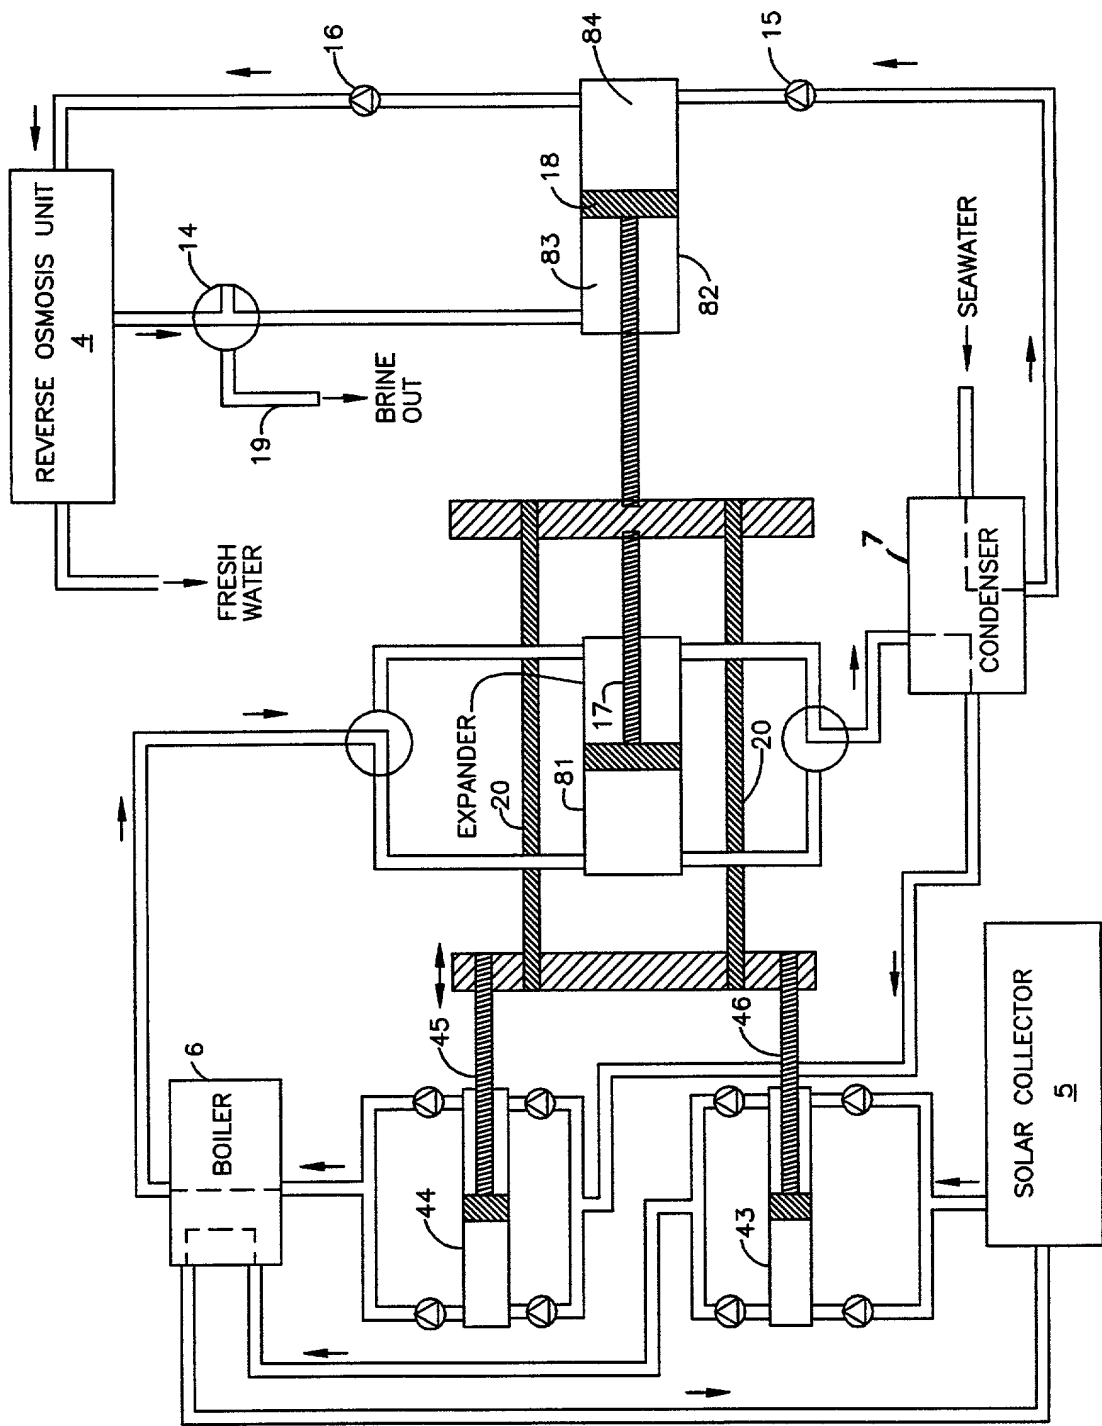 REVERSE OSMOSIS UNIT
4
16
84
15
18
83
82
14
19
BRINE
OUT
SEAWATER
FRESH
WATER
7
CONDENSER
EXPANDER
17
20
81
20
6
BOILER
45
46
44
43
SOLAR COLLECTOR
5